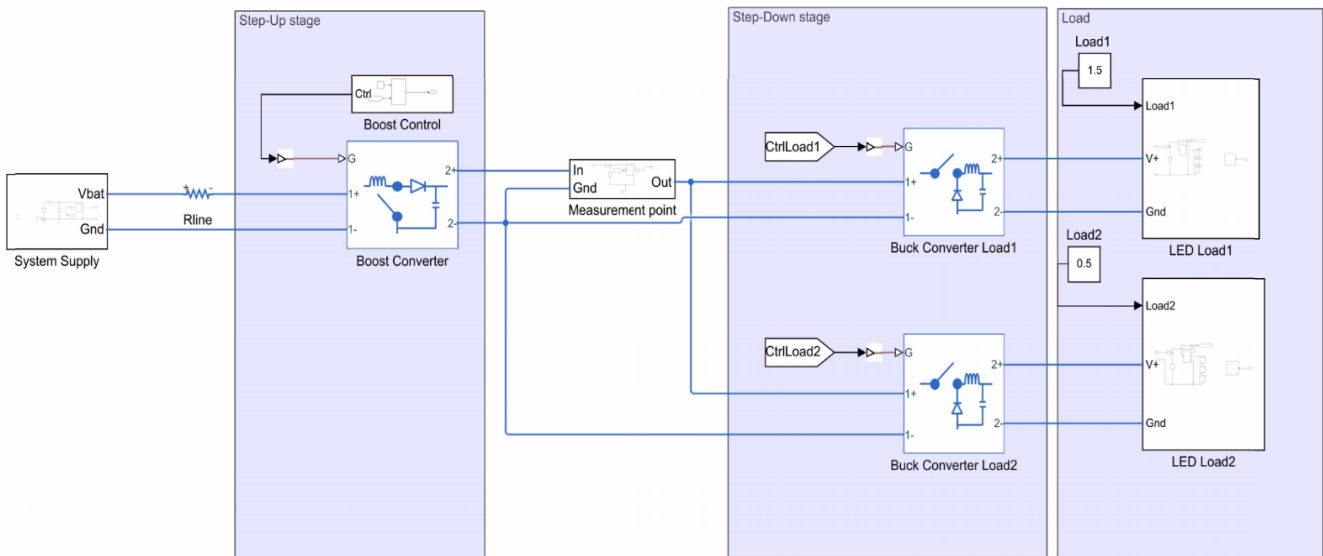 Step-Up stage
Step-Down stage
Load
Load1
1.5
Ctrl
Boost Control
Load1
CtrlLoad1
G
G
2+
In
Out
2+
V+
Vbat
+
-
1+
Gnd
1+
Rline
2-
Measurement point
1-
2-
Gnd
Gnd
1-
System Supply
Boost Converter
Buck Converter Load1
LED Load1
Load2
0.5
Load2
CtrlLoad2
G
2+
V+
1+
1-
2-
Gnd
Buck Converter Load2
LED Load2